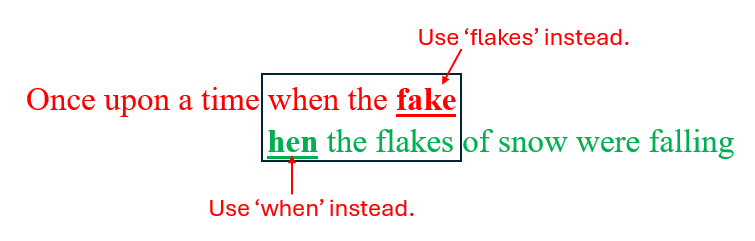 Use ‘flakes’ instead.
Once upon a time when the fake
hen the flakes of snow were falling
Use ‘when’ instead.